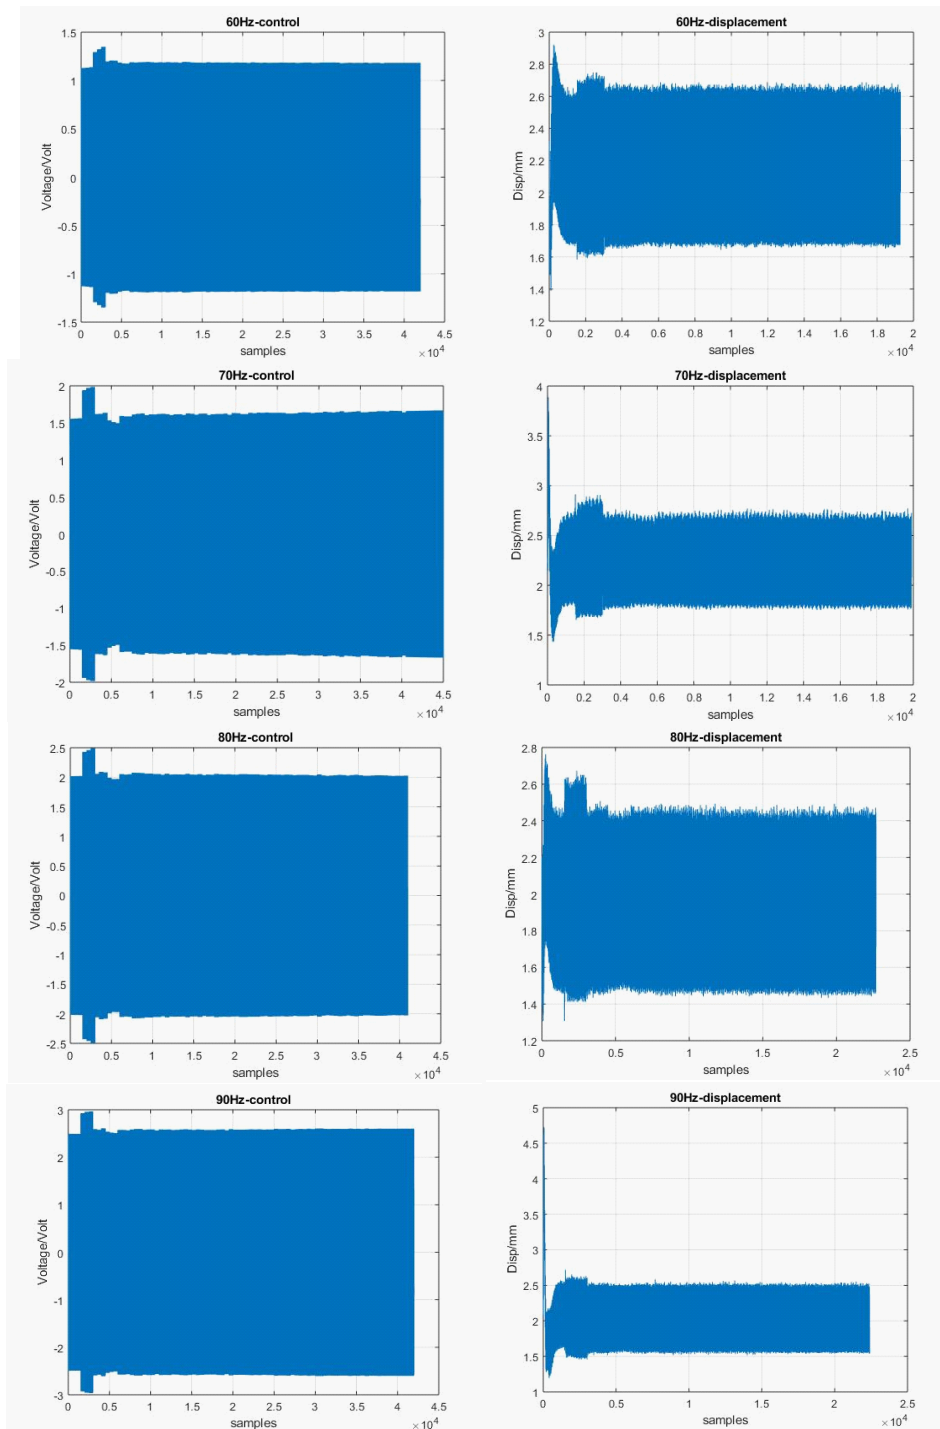 60Hz-control
1.5
1
0.5
0
-0.5
-1
-1.5
Voltage/Volt
0 0.5 1 1.5 2 2.5 3 3.5 4 4.5
samples
×10^4
60Hz-displacement
3
2.8
2.6
2.4
2.2
2
1.8
1.6
1.4
1.2
Disp/mm
0 0.2 0.4 0.6 0.8 1 1.2 1.4 1.6 1.8 2
samples
×10^4
70Hz-control
2
1.5
1
0.5
0
-0.5
-1
-1.5
-2
Voltage/Volt
0 0.5 1 1.5 2 2.5 3 3.5 4 4.5
samples
×10^4
70Hz-displacement
4
3.5
3
2.5
2
1.5
1
Disp/mm
0 0.2 0.4 0.6 0.8 1 1.2 1.4 1.6 1.8 2
samples
×10^4
80Hz-control
2.5
2
1.5
1
0.5
0
-0.5
-1
-1.5
-2
-2.5
Voltage/Volt
0 0.5 1 1.5 2 2.5 3 3.5 4 4.5
samples
×10^4
80Hz-displacement
2.8
2.6
2.4
2.2
2
1.8
1.6
1.4
1.2
Disp/mm
0 0.5 1 1.5 2 2.5
samples
×10^4
90Hz-control
3
2
1
0
-1
-2
-3
Voltage/Volt
0 0.5 1 1.5 2 2.5 3 3.5 4 4.5
samples
×10^4
90Hz-displacement
5
4.5
4
3.5
3
2.5
2
1.5
1
Disp/mm
0 0.5 1 1.5 2 2.5
samples
×10^4